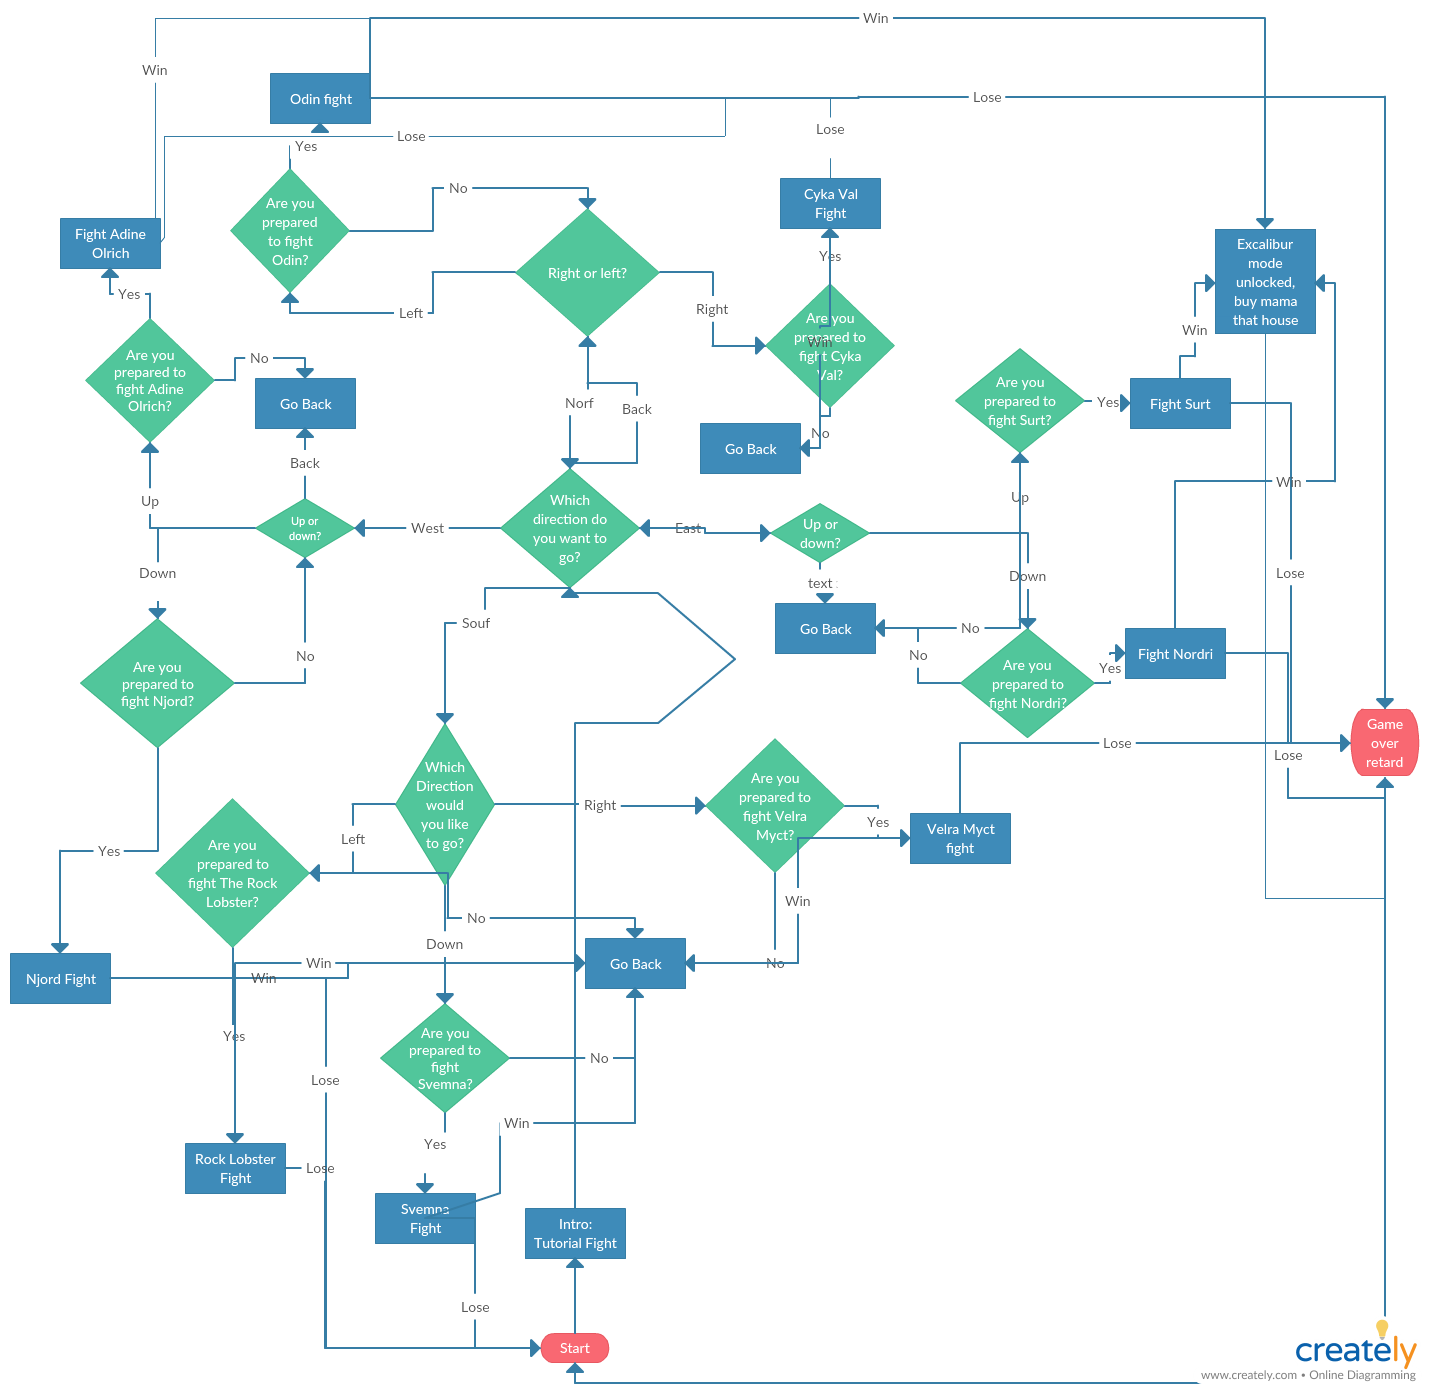 Win
Win
Odin fight
Lose
Lose
Lose
Yes
Are you
prepared
to fight
Odin?
No
Cyka Val
Fight
Fight Adine
Olrich
Right or left?
Yes
Excalibur
mode
unlocked,
buy mama
that house
Yes
Left
Right
Are you
prepared to
fight Cyka
Val?
Win
Win
Are you
prepared to
fight Adine
Olrich?
No
Go Back
Norf
Back
No
Go Back
Are you
prepared to
fight Surt?
Yes
Fight Surt
Back
Up
Up or
down?
West
Which
direction do
you want to
go?
East
Up or
down?
Up
Win
Down
text
Down
Lose
Go Back
No
No
Souf
No
Are you
prepared to
fight Njord?
Are you
prepared to
fight Nordri?
Yes
Fight Nordri
Game
over
retard
Lose
Lose
Which
Direction
would
you like
to go?
Right
Are you
prepared to
fight Velra
Myct?
Yes
Velra Myct
fight
Left
Yes
Are you
prepared to
fight The Rock
Lobster?
Win
No
Down
Go Back
No
Njord Fight
Win
Win
Yes
Are you
prepared to
fight
Svemna?
No
Lose
Yes
Win
Rock Lobster
Fight
Lose
Svemna
Fight
Intro:
Tutorial Fight
Lose
Start
creately
www.creately.com • Online Diagramming